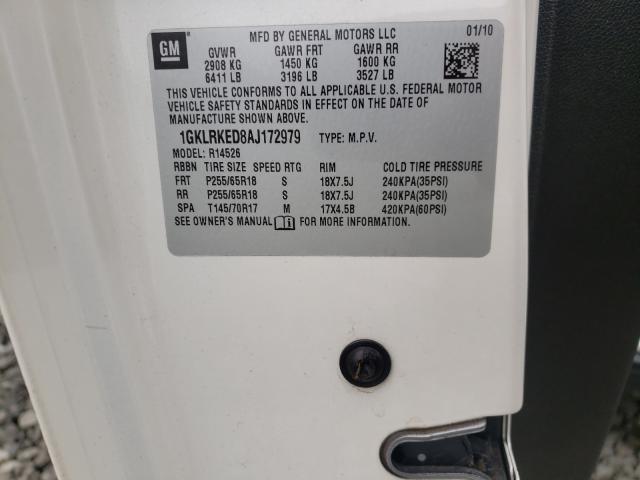 GM
MFD BY GENERAL MOTORS LLC 01/10
GVWR GAWR FRT GAWR RR
2908 KG 1450 KG 1600 KG
6411 LB 3196 LB 3527 LB
THIS VEHICLE CONFORMS TO ALL APPLICABLE U.S. FEDERAL MOTOR
VEHICLE SAFETY STANDARDS IN EFFECT ON THE DATE OF
MANUFACTURE SHOWN ABOVE.
1GKLRKED8AJ172979 TYPE: M.P.V.
MODEL: R14526
RBBN TIRE SIZE SPEED RTG RIM COLD TIRE PRESSURE
FRT P255/65R18 S 18X7.5J 240KPA(35PSI)
RR P255/65R18 S 18X7.5J 240KPA(35PSI)
SPA T145/70R17 M 17X4.5B 420KPA(60PSI)
SEE OWNER'S MANUAL FOR MORE INFORMATION.